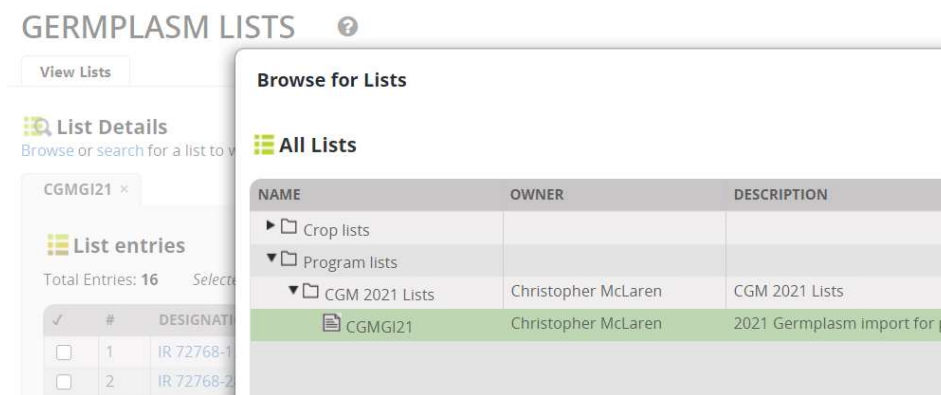 GERMPLASM LISTS ?
View Lists
List Details
Browse or search for a list to
CGMGI21 ×
List entries
Total Entries: 16
✓ #
1 IR 72768-1
2 IR 72768-2
Browse for Lists
All Lists
NAME OWNER DESCRIPTION
Crop lists
Program lists
CGM 2021 Lists Christopher McLaren CGM 2021 Lists
CGMGI21 Christopher McLaren 2021 Germplasm import for